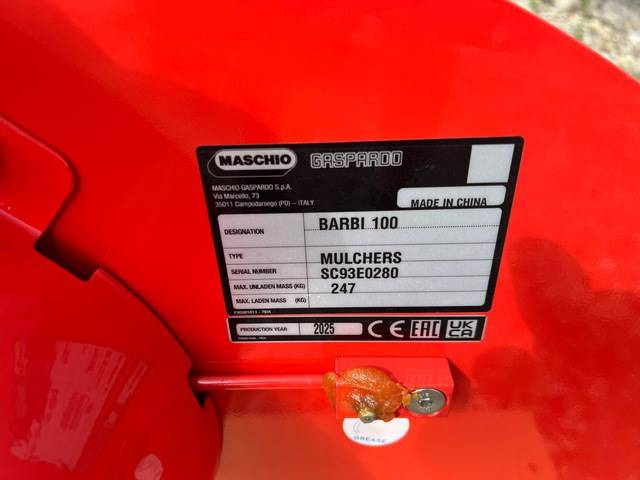 MASCHIO GASPARDO
MASCHIO GASPARDO S.p.A.
Via Marcello, 73
35011 Campodarsego (PD) - ITALY
MADE IN CHINA
DESIGNATION BARBI 100
TYPE MULCHERS
SERIAL NUMBER SC93E0280
MAX. UNLADEN MASS (KG) 247
MAX. LADEN MASS (KG)
PRODUCTION YEAR 2025 CE EAC UKCA
GREASE